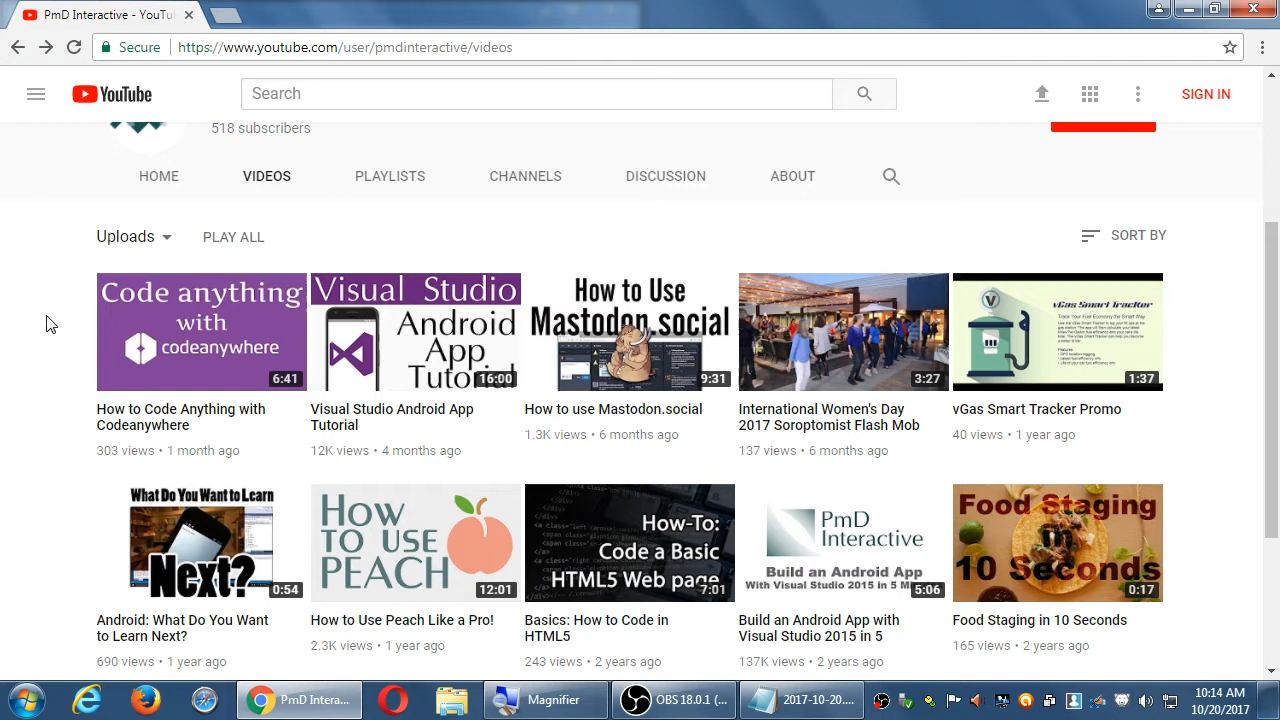 PmD Interactive - YouTu
Secure https://www.youtube.com/user/pmdinteractive/videos
YouTube
Search
SIGN IN
518 subscribers
HOME VIDEOS PLAYLISTS CHANNELS DISCUSSION ABOUT
Uploads PLAY ALL
SORT BY
Code anything
with
codeanywhere
6:41
Visual Studio
Android
App
Tutorial
16:00
How to Use
Mastodon.social
9:31
3:27
V
vGas Smart Tracker
Track Your Fuel Economy the Smart Way
1:37
How to Code Anything with
Codeanywhere
303 views • 1 month ago
Visual Studio Android App
Tutorial
12K views • 4 months ago
How to use Mastodon.social
1.3K views • 6 months ago
International Women's Day
2017 Soroptomist Flash Mob
137 views • 6 months ago
vGas Smart Tracker Promo
40 views • 1 year ago
What Do You Want to Learn
Next?
0:54
HOW
TO USE
PEACH
12:01
How-To:
Code a Basic
HTML5 Web page
7:01
PmD
Interactive
Build an Android App
With Visual Studio 2015 in 5 M
5:06
Food Staging
10 Seconds
0:17
Android: What Do You Want
to Learn Next?
690 views • 1 year ago
How to Use Peach Like a Pro!
2.3K views • 1 year ago
Basics: How to Code in
HTML5
243 views • 2 years ago
Build an Android App with
Visual Studio 2015 in 5
137K views • 2 years ago
Food Staging in 10 Seconds
165 views • 2 years ago
PmD Intera...
Magnifier
OBS 18.0.1 (...
2017-10-20....
10:14 AM
10/20/2017